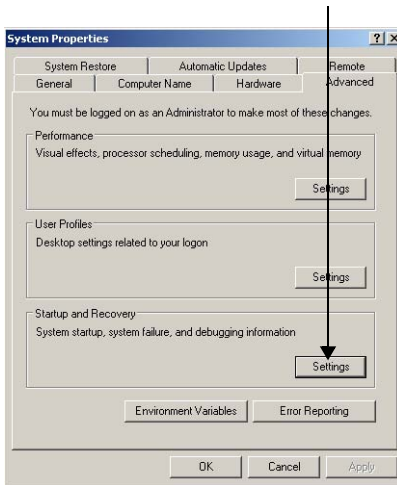 System Properties
System Restore Automatic Updates Remote
General Computer Name Hardware Advanced
You must be logged on as an Administrator to make most of these changes.
Performance
Visual effects, processor scheduling, memory usage, and virtual memory
Settings
User Profiles
Desktop settings related to your logon
Settings
Startup and Recovery
System startup, system failure, and debugging information
Settings
Environment Variables Error Reporting
OK Cancel Apply